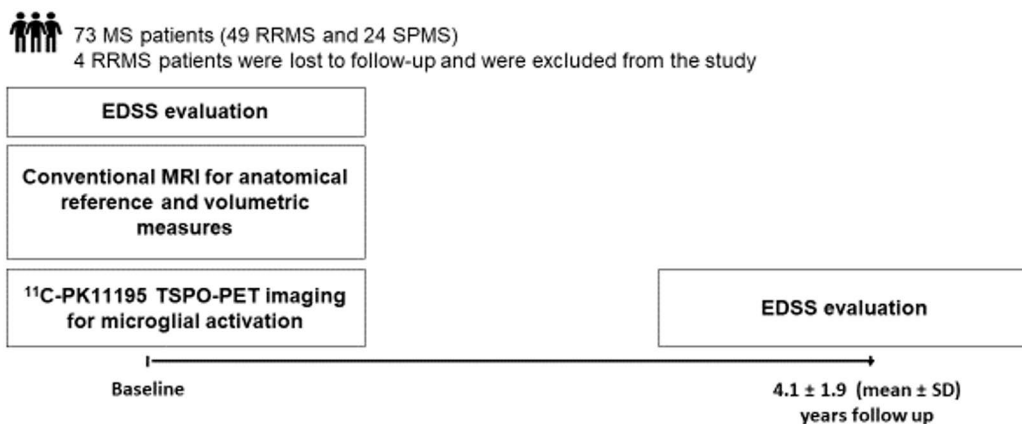 73 MS patients (49 RRMS and 24 SPMS)
4 RRMS patients were lost to follow-up and were excluded from the study
EDSS evaluation
Conventional MRI for anatomical
reference and volumetric
measures
¹¹C-PK11195 TSPO-PET imaging
for microglial activation
EDSS evaluation
Baseline
4.1 ± 1.9 (mean ± SD)
years follow up